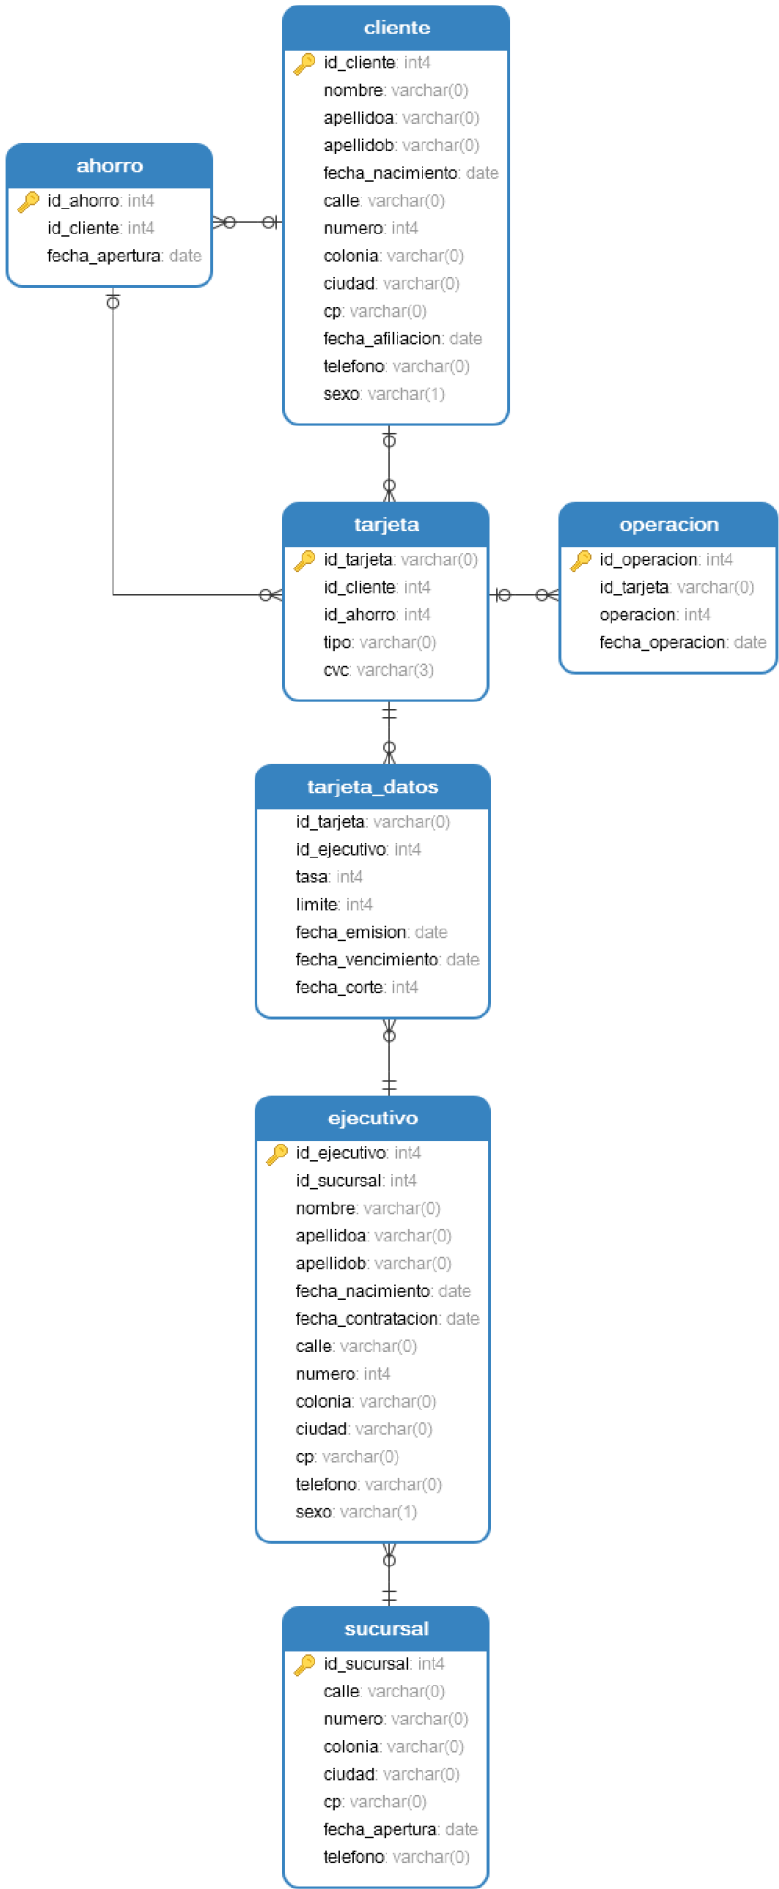 cliente
id_cliente: int4
nombre: varchar(0)
apellidoa: varchar(0)
apellidob: varchar(0)
fecha_nacimiento: date
calle: varchar(0)
numero: int4
colonia: varchar(0)
ciudad: varchar(0)
cp: varchar(0)
fecha_afiliacion: date
telefono: varchar(0)
sexo: varchar(1)
ahorro
id_ahorro: int4
id_cliente: int4
fecha_apertura: date
tarjeta
id_tarjeta: varchar(0)
id_cliente: int4
id_ahorro: int4
tipo: varchar(0)
cvc: varchar(3)
operacion
id_operacion: int4
id_tarjeta: varchar(0)
operacion: int4
fecha_operacion: date
tarjeta_datos
id_tarjeta: varchar(0)
id_ejecutivo: int4
tasa: int4
limite: int4
fecha_emision: date
fecha_vencimiento: date
fecha_corte: int4
ejecutivo
id_ejecutivo: int4
id_sucursal: int4
nombre: varchar(0)
apellidoa: varchar(0)
apellidob: varchar(0)
fecha_nacimiento: date
fecha_contratacion: date
calle: varchar(0)
numero: int4
colonia: varchar(0)
ciudad: varchar(0)
cp: varchar(0)
telefono: varchar(0)
sexo: varchar(1)
sucursal
id_sucursal: int4
calle: varchar(0)
numero: varchar(0)
colonia: varchar(0)
ciudad: varchar(0)
cp: varchar(0)
fecha_apertura: date
telefono: varchar(0)